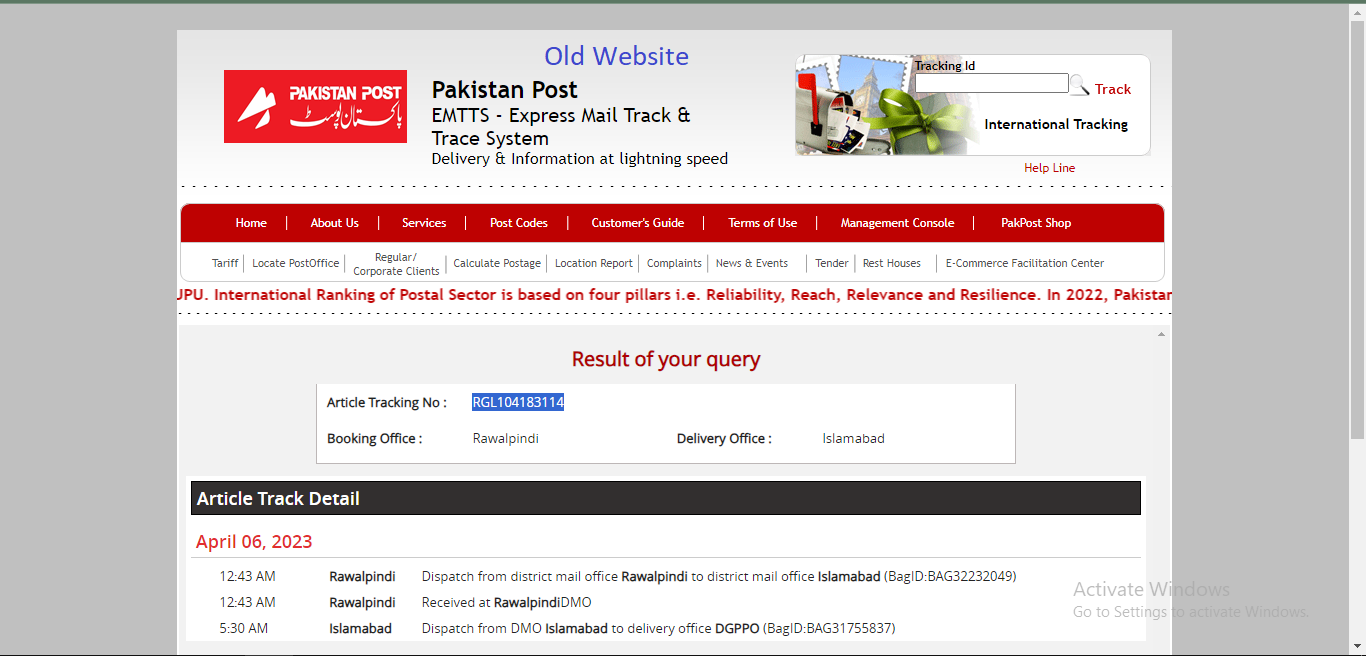 Old Website
PAKISTAN POST
پاکستان پوسٹ
Pakistan Post
EMTTS - Express Mail Track &
Trace System
Delivery & Information at lightning speed
Tracking Id
Track
International Tracking
Help Line
Home | About Us | Services | Post Codes | Customer's Guide | Terms of Use | Management Console | PakPost Shop
Tariff | Locate PostOffice | Regular/ Corporate Clients | Calculate Postage | Location Report | Complaints | News & Events | Tender | Rest Houses | E-Commerce Facilitation Center
UPU. International Ranking of Postal Sector is based on four pillars i.e. Reliability, Reach, Relevance and Resilience. In 2022, Pakistan
Result of your query
Article Tracking No : RGL104183114
Booking Office : Rawalpindi Delivery Office : Islamabad
Article Track Detail
April 06, 2023
12:43 AM Rawalpindi Dispatch from district mail office Rawalpindi to district mail office Islamabad (BagID:BAG32232049)
12:43 AM Rawalpindi Received at RawalpindiDMO
5:30 AM Islamabad Dispatch from DMO Islamabad to delivery office DGPPO (BagID:BAG31755837)
Activate Windows
Go to Settings to activate Windows.